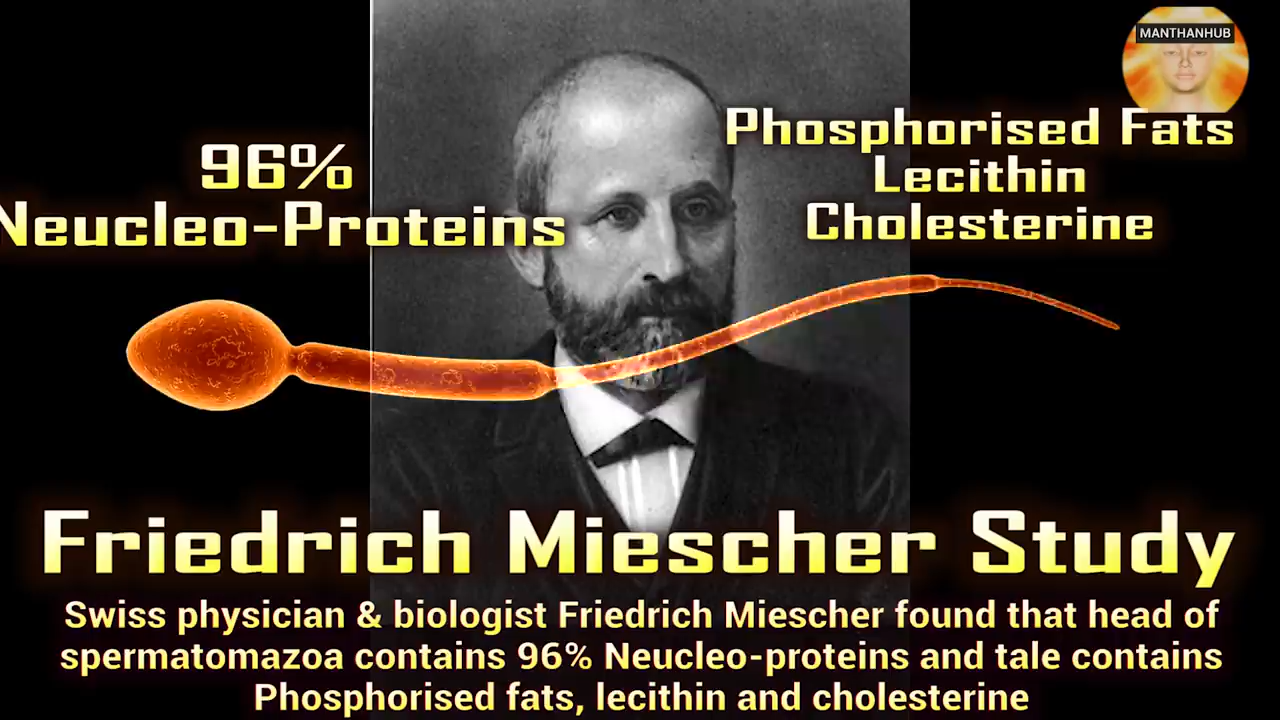 MANTHANHUB
96%
Neucleo-Proteins
Phosphorised Fats
Lecithin
Cholesterine
Friedrich Miescher Study
Swiss physician & biologist Friedrich Miescher found that head of
spermatomazoa contains 96% Neucleo-proteins and tale contains
Phosphorised fats, lecithin and cholesterine